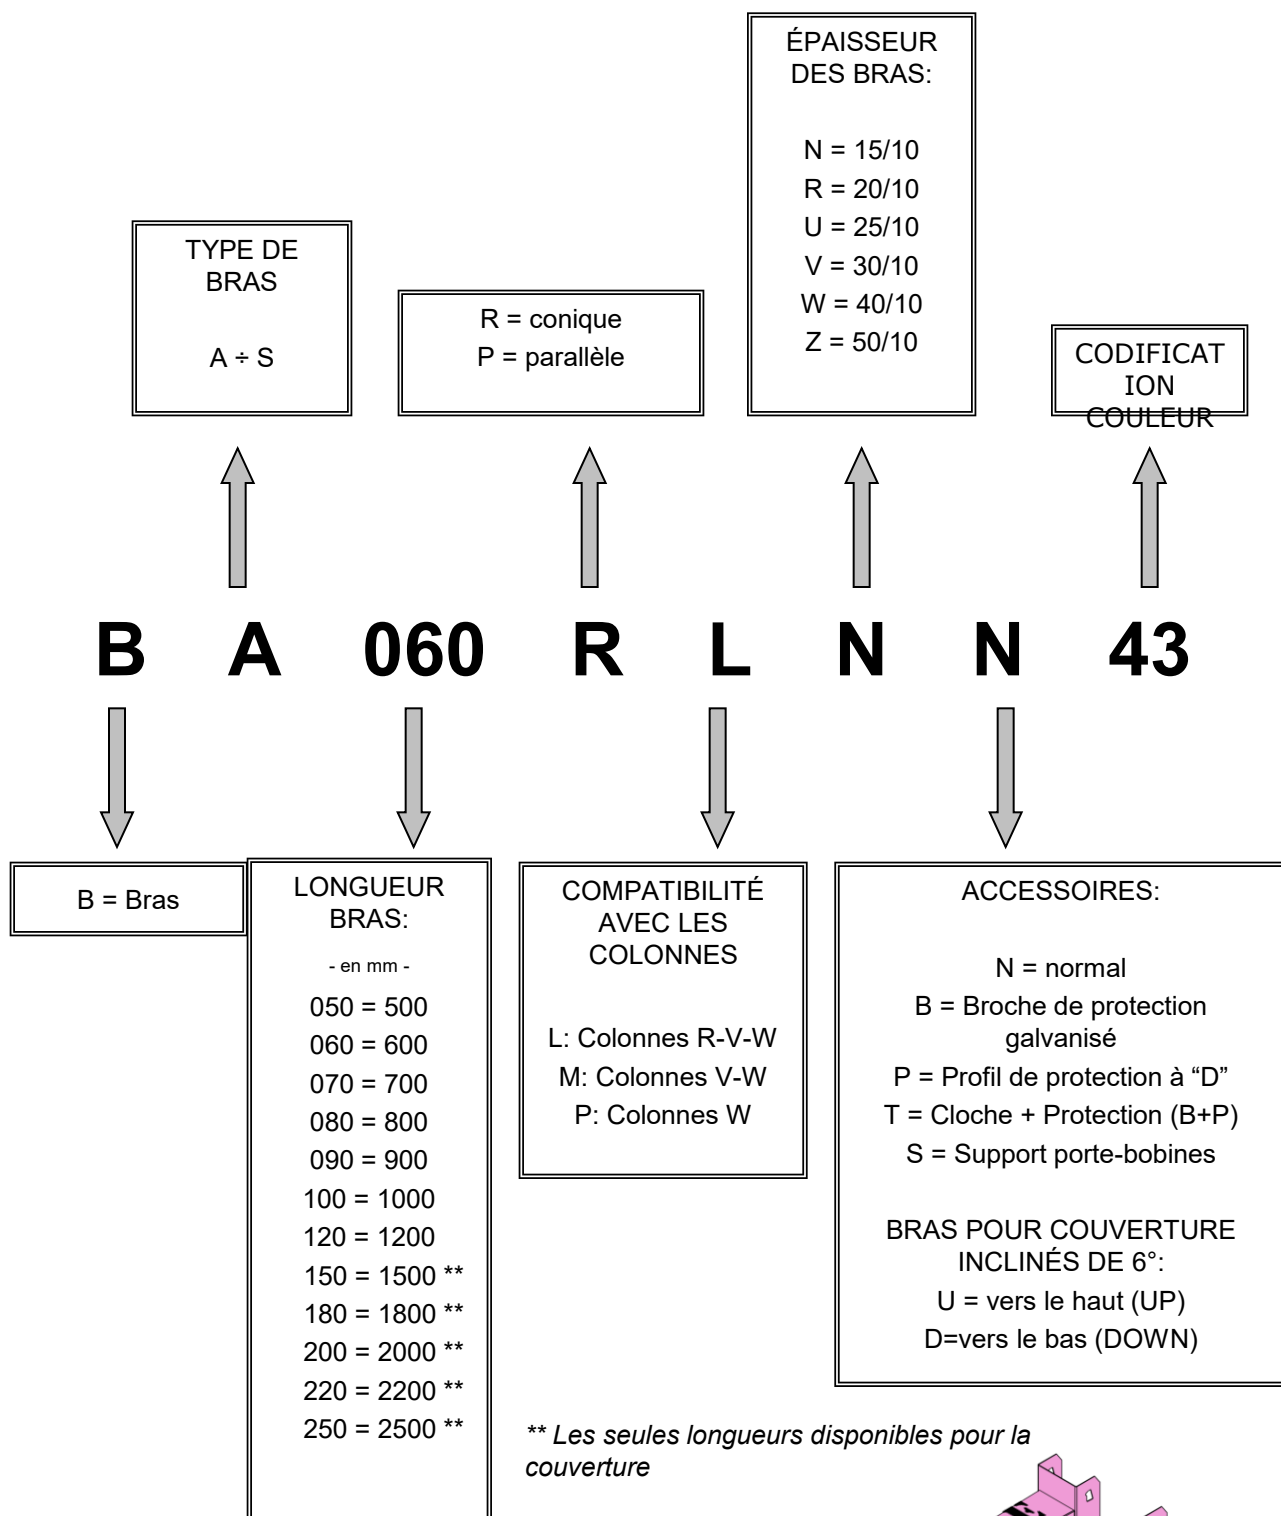 ÉPAISSEUR
DES BRAS:
N = 15/10
R = 20/10
U = 25/10
V = 30/10
W = 40/10
Z = 50/10
TYPE DE
BRAS
A ÷ S
R = conique
P = parallèle
CODIFICAT
ION
COULEUR
B A 060 R L N N 43
B = Bras
LONGUEUR
BRAS:
- en mm -
050 = 500
060 = 600
070 = 700
080 = 800
090 = 900
100 = 1000
120 = 1200
150 = 1500 **
180 = 1800 **
200 = 2000 **
220 = 2200 **
250 = 2500 **
COMPATIBILITÉ
AVEC LES
COLONNES
L: Colonnes R-V-W
M: Colonnes V-W
P: Colonnes W
ACCESSOIRES:
N = normal
B = Broche de protection
galvanisé
P = Profil de protection à “D”
T = Cloche + Protection (B+P)
S = Support porte-bobines
BRAS POUR COUVERTURE
INCLINÉS DE 6°:
U = vers le haut (UP)
D=vers le bas (DOWN)
** Les seules longueurs disponibles pour la
couverture